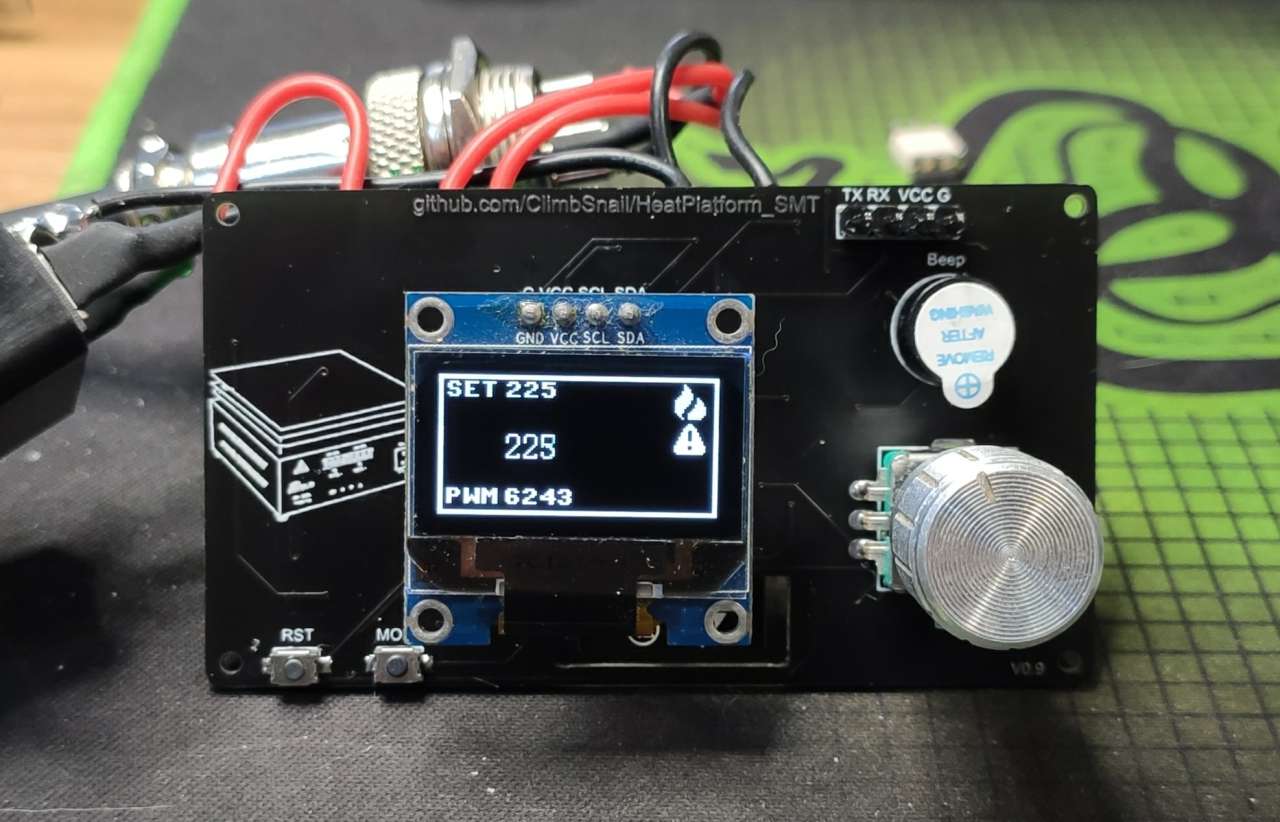 github.com/ClimbSnail/HeatPlatform_SMT
TX RX VCC G
Beep
G VCC SCL SDA
GND VCC SCL SDA
REMOVE
AFTER
WASHING
SET 225
225
PWM 6243
RST
MO
V0.9